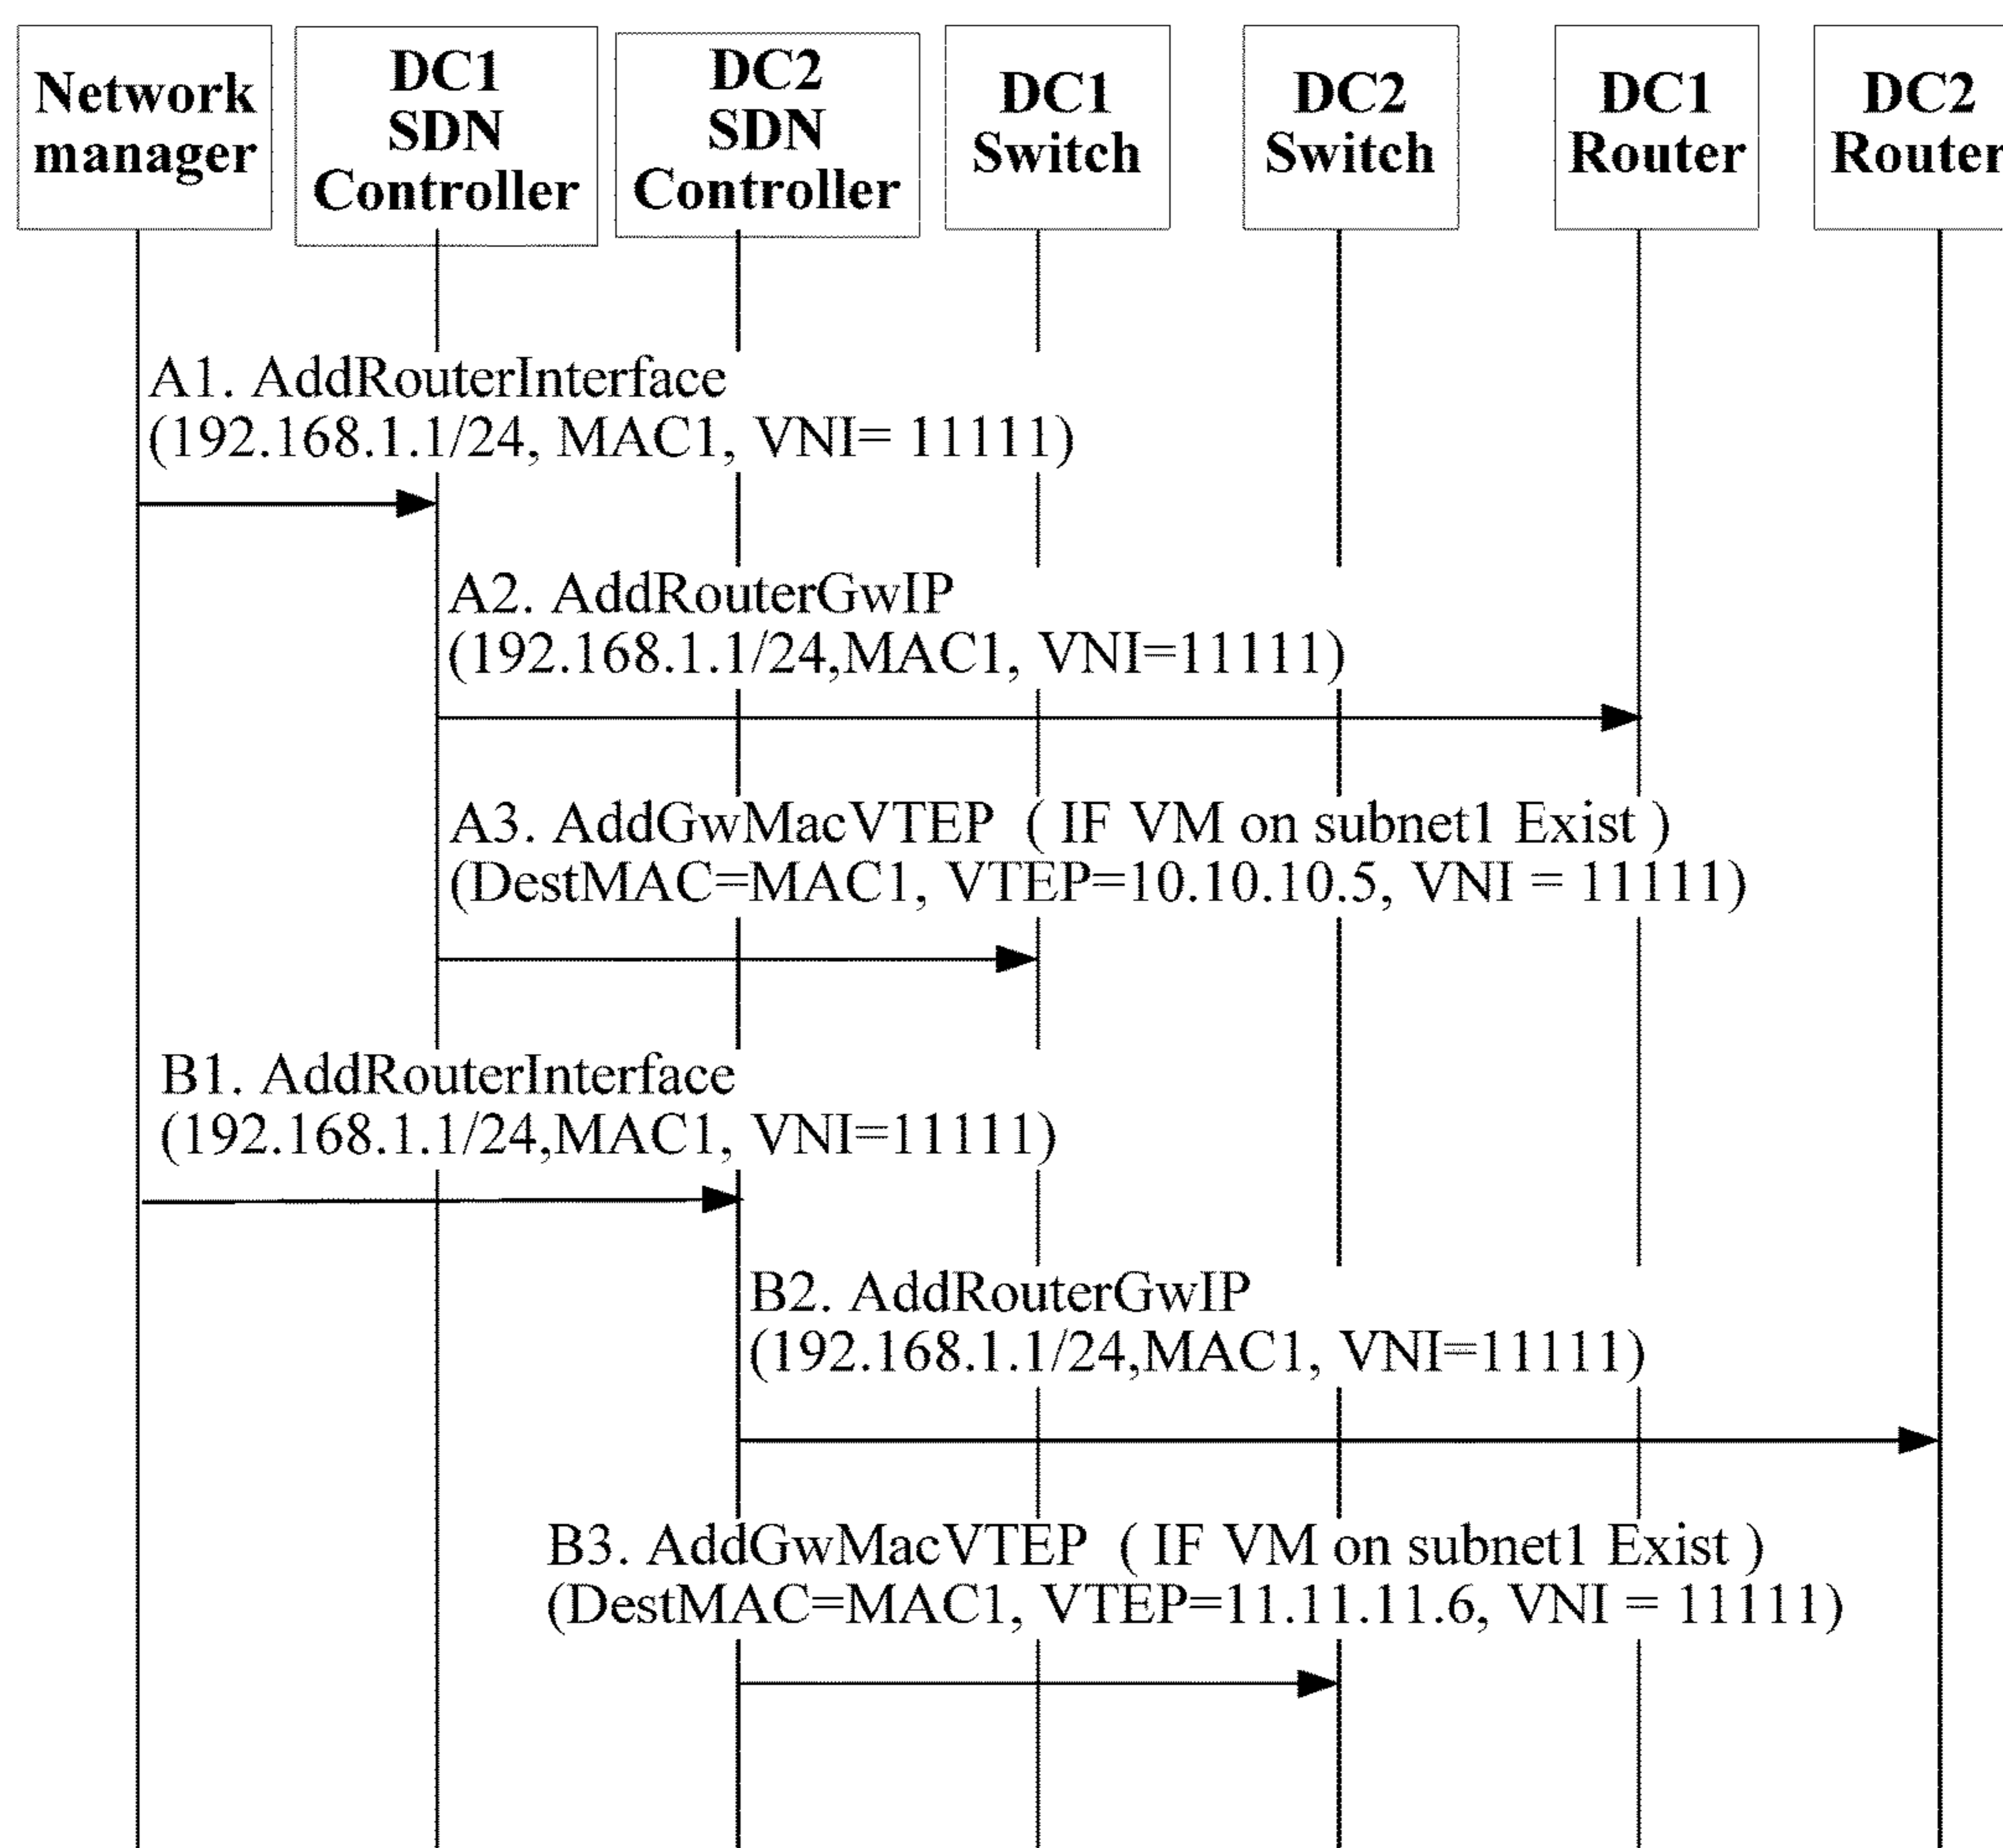 Network
manager
DC1
SDN
Controller
DC2
SDN
Controller
DC1
Switch
DC2
Switch
DC1
Router
DC2
Router
A1. AddRouterInterface
(192.168.1.1/24, MAC1, VNI= 11111)
A2. AddRouterGwIP
(192.168.1.1/24,MAC1, VNI=11111)
A3. AddGwMacVTEP ( IF VM on subnet1 Exist )
(DestMAC=MAC1, VTEP=10.10.10.5, VNI = 11111)
B1. AddRouterInterface
(192.168.1.1/24,MAC1, VNI=11111)
B2. AddRouterGwIP
(192.168.1.1/24,MAC1, VNI=11111)
B3. AddGwMacVTEP ( IF VM on subnet1 Exist )
(DestMAC=MAC1, VTEP=11.11.11.6, VNI = 11111)